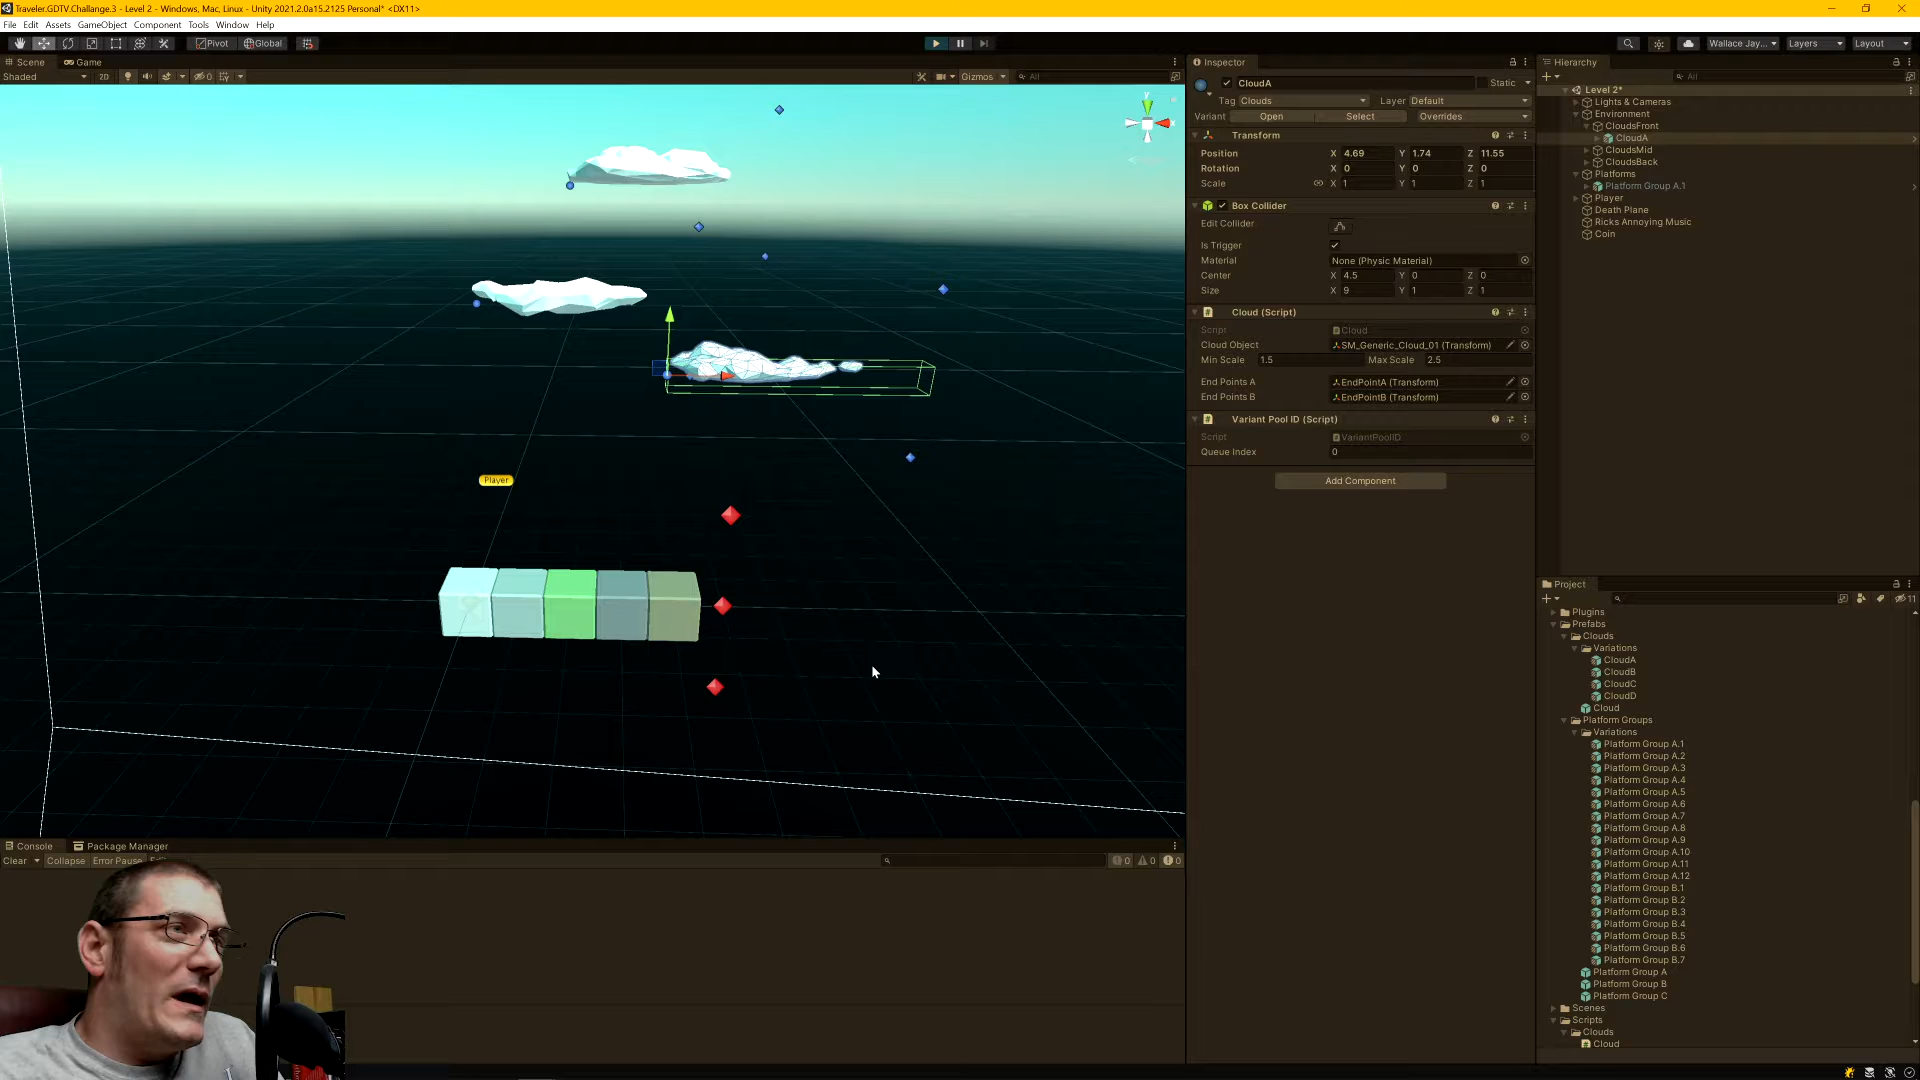 Traveler.GDTV.Challange.3 - Level 2 - Windows, Mac, Linux - Unity 2021.2.0a15.2125 Personal* <DX11>
File Edit Assets GameObject Component Tools Window Help
Pivot Global Wallace Jay... Layers Layout
Scene Game
Shaded 2D 0 Gizmos All
y
x
Player
Inspector
CloudA Static
Tag Clouds Layer Default
Variant Open Select Overrides
Transform
Position X 4.69 Y 1.74 Z 11.55
Rotation X 0 Y 0 Z 0
Scale X 1 Y 1 Z 1
Box Collider
Edit Collider
Is Trigger
Material None (Physic Material)
Center X 4.5 Y 0 Z 0
Size X 9 Y 1 Z 1
Cloud (Script)
Script Cloud
Cloud Object SM_Generic_Cloud_01 (Transform)
Min Scale 1.5 Max Scale 2.5
End Points A EndPointA (Transform)
End Points B EndPointB (Transform)
Variant Pool ID (Script)
Script VariantPoolID
Queue Index 0
Add Component
Hierarchy
All
Level 2*
Lights & Cameras
Environment
CloudsFront
CloudA
CloudsMid
CloudsBack
Platforms
Platform Group A.1
Player
Death Plane
Ricks Annoying Music
Coin
Project
11
Plugins
Prefabs
Clouds
Variations
CloudA
CloudB
CloudC
CloudD
Cloud
Platform Groups
Variations
Platform Group A.1
Platform Group A.2
Platform Group A.3
Platform Group A.4
Platform Group A.5
Platform Group A.6
Platform Group A.7
Platform Group A.8
Platform Group A.9
Platform Group A.10
Platform Group A.11
Platform Group A.12
Platform Group B.1
Platform Group B.2
Platform Group B.3
Platform Group B.4
Platform Group B.5
Platform Group B.6
Platform Group B.7
Platform Group A
Platform Group B
Platform Group C
Scenes
Scripts
Clouds
Cloud
Console Package Manager
Clear Collapse Error Pause
0 0 0